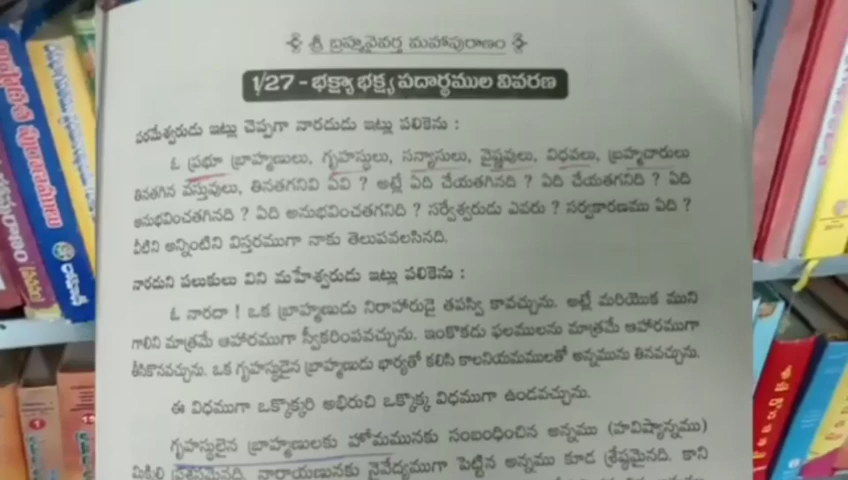 శ్రీ బ్రహ్మవైవర్త మహాపురాణం
1/27 - భక్ష్యా భక్ష్య పదార్థముల వివరణ
పరమేశ్వరుడు ఇట్లు చెప్పగా నారదుడు ఇట్లు పలికెను :
ఓ ప్రభూ బ్రాహ్మణులు, గృహస్థులు, సన్యాసులు, వైష్ణవులు, విధవలు, బ్రహ్మచారులు
తినతగిన వస్తువులు, తినతగనివి ఏవి ? అట్లే ఏది చేయతగినది ? ఏది చేయతగనిది ? ఏది
అనుభవించతగినది ? ఏది అనుభవించతగనిది ? సర్వేశ్వరుడు ఎవరు ? సర్వకారణము ఏది ?
వీటిని అన్నింటిని విస్తరముగా నాకు తెలుపవలసినది.
నారదుని పలుకులు విని మహేశ్వరుడు ఇట్లు పలికెను :
ఓ నారదా ! ఒక బ్రాహ్మణుడు నిరాహారుడై తపస్వి కావచ్చును. అట్లే మరియొక ముని
గాలిని మాత్రమే ఆహారముగా స్వీకరింపవచ్చును. ఇంకొకడు ఫలములను మాత్రమే ఆహారముగా
తీసికొనవచ్చును. ఒక గృహస్థుడైన బ్రాహ్మణుడు భార్యతో కలిసి కాలనియమములతో అన్నమును తినవచ్చును.
ఈ విధముగా ఒక్కొక్కరి అభిరుచి ఒక్కొక్క విధముగా ఉండవచ్చును.
గృహస్థులైన బ్రాహ్మణులకు హోమమునకు సంబంధించిన అన్నము (హవిష్యాన్నము)
మిక్కిలి ప్రశస్తమైనది. నారాయణునకు నైవేద్యముగా పెట్టిన అన్నము కూడ శ్రేష్ఠమైనది. కాని